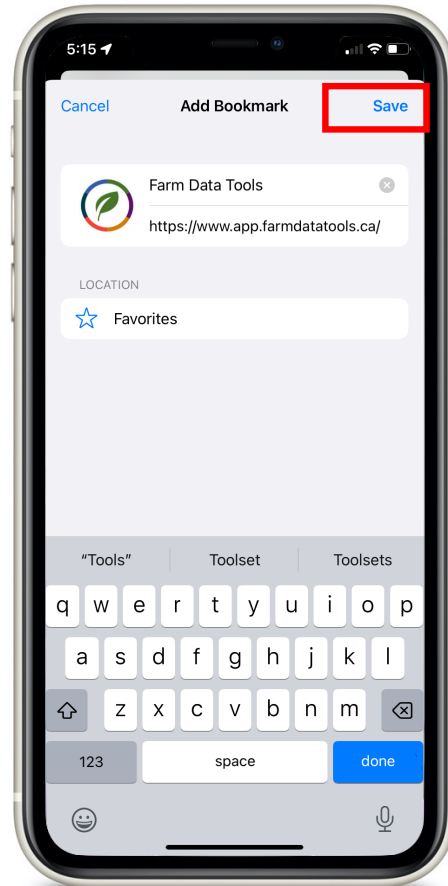 5:15
Cancel Add Bookmark Save
Farm Data Tools
https://www.app.farmdatatools.ca/
LOCATION
Favorites
“Tools” Toolset Toolsets
q w e r t y u i o p
a s d f g h j k l
z x c v b n m
123 space done